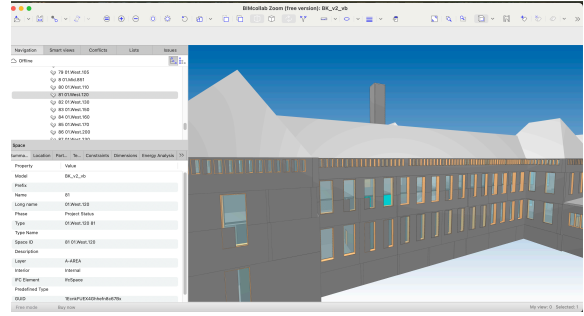 BIMcollab Zoom (free version): BK_v2_vb
Navigation Smart views Conflicts Lists Issues
Offline
79 01.West.105
8 01.Mid.881
80 01.West.110
81 01.West.120
82 01.West.130
83 01.West.150
84 01.West.160
85 01.West.170
86 01.West.200
Space
Location Constraints Dimensions Energy Analysis >>
Property Value
Model BK_v2_vb
Prefix
Name 81
Long name 01.West.120
Phase Project Status
Type 01.West.120 81
Type Name
Space ID 81 01.West.120
Description
Layer A-AREA
Interior Internal
IFC Element IfcSpace
Predefined Type
GUID
Free mode Buy now My view: 0 Selected: 1